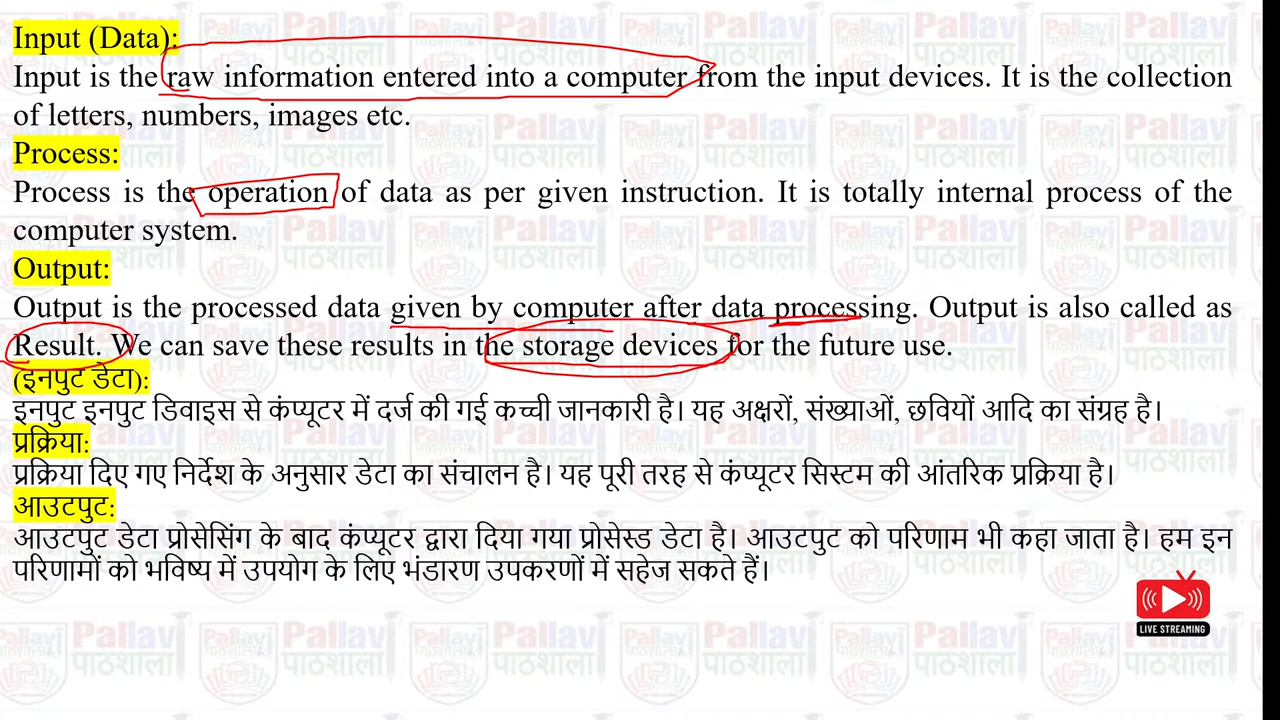 Input (Data):
Input is the raw information entered into a computer from the input devices. It is the collection
of letters, numbers, images etc.
Process:
Process is the operation of data as per given instruction. It is totally internal process of the
computer system.
Output:
Output is the processed data given by computer after data processing. Output is also called as
Result. We can save these results in the storage devices for the future use.
(इनपुट डेटा):
इनपुट इनपुट डिवाइस से कंप्यूटर में दर्ज की गई कच्ची जानकारी है। यह अक्षरों, संख्याओं, छवियों आदि का संग्रह है।
प्रक्रिया:
प्रक्रिया दिए गए निर्देश के अनुसार डेटा का संचालन है। यह पूरी तरह से कंप्यूटर सिस्टम की आंतरिक प्रक्रिया है।
आउटपुट:
आउटपुट डेटा प्रोसेसिंग के बाद कंप्यूटर द्वारा दिया गया प्रोसेस्ड डेटा है। आउटपुट को परिणाम भी कहा जाता है। हम इन
परिणामों को भविष्य में उपयोग के लिए भंडारण उपकरणों में सहेज सकते हैं।
LIVE STREAMING
Pallavi
पाठशाला